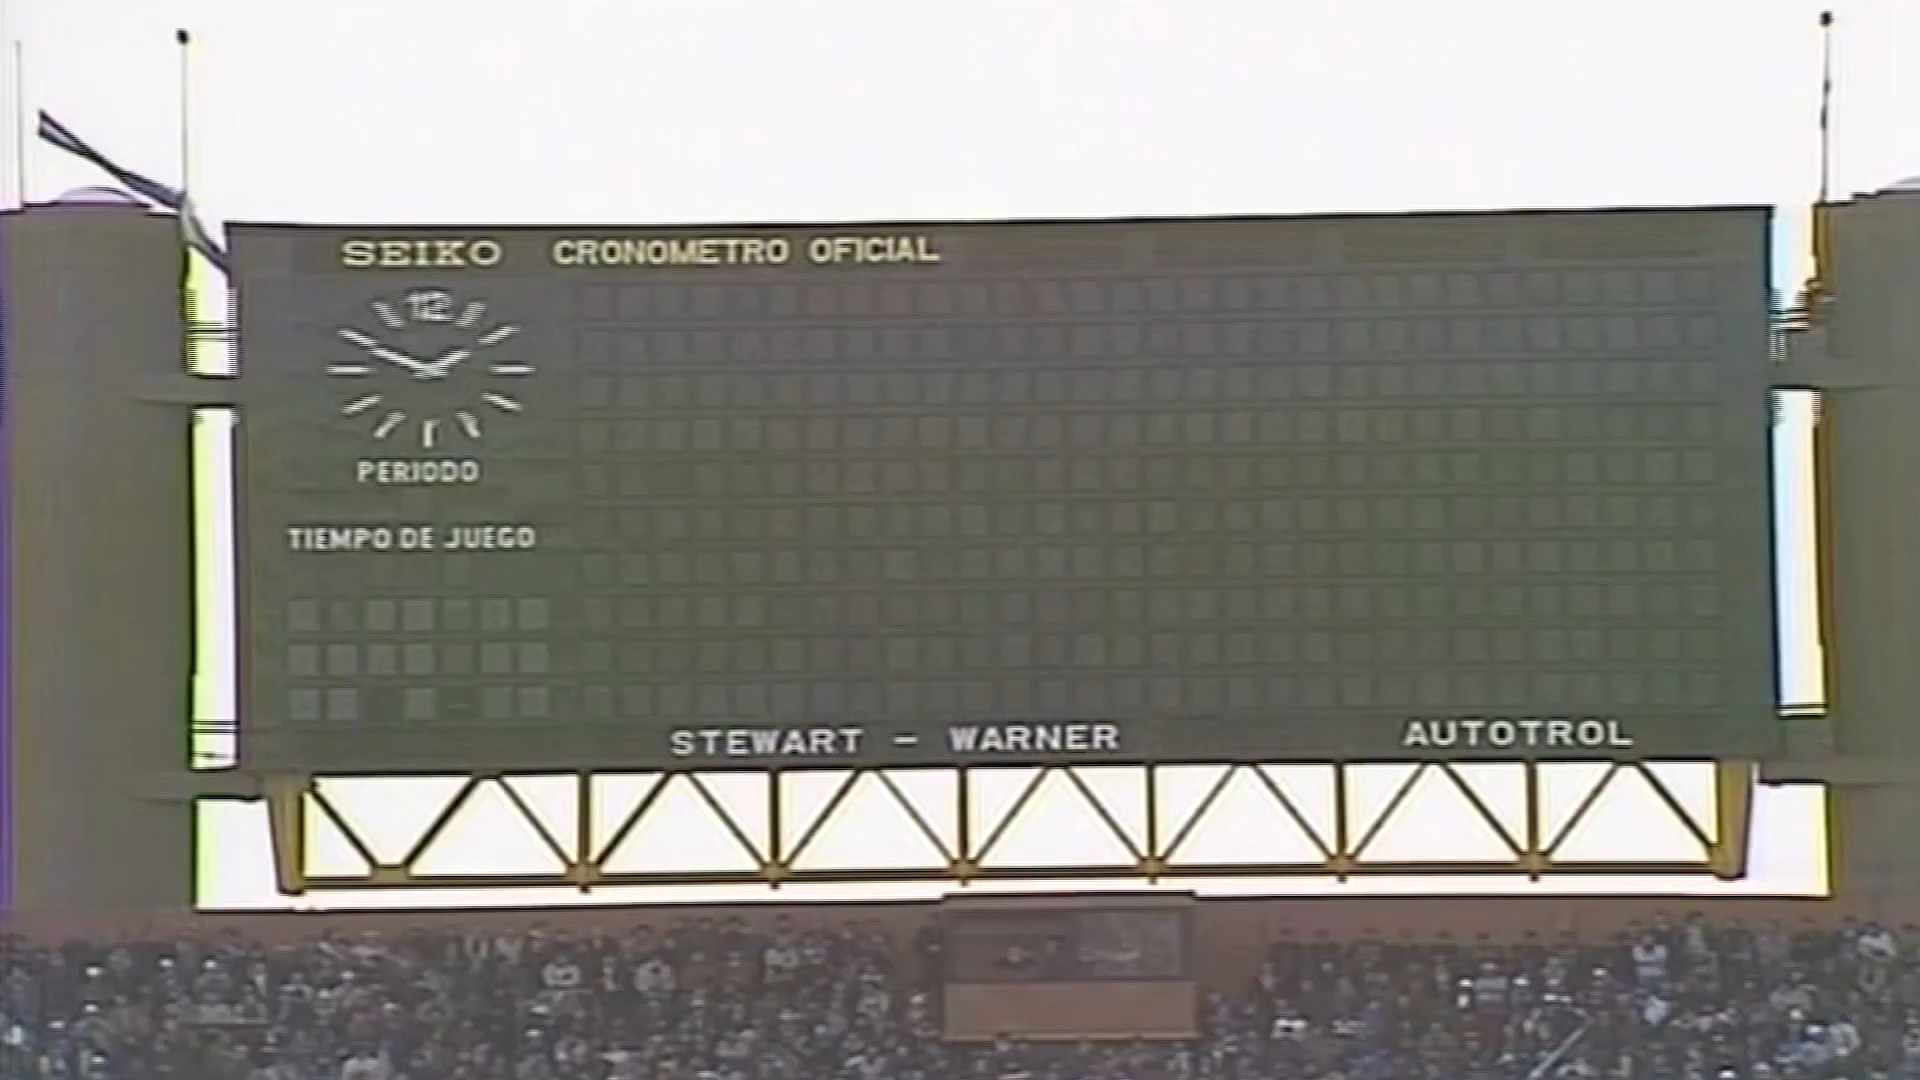 SEIKO CRONOMETRO OFICIAL
12
PERIODO
TIEMPO DE JUEGO
STEWART - WARNER AUTOTROL